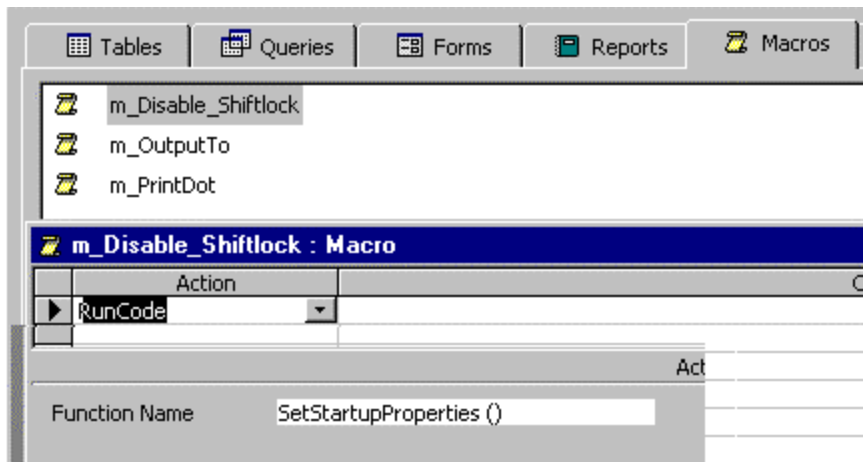 Tables Queries Forms Reports Macros
m_Disable_Shiftlock
m_OutputTo
m_PrintDot
m_Disable_Shiftlock : Macro
Action
RunCode
Function Name SetStartupProperties ()